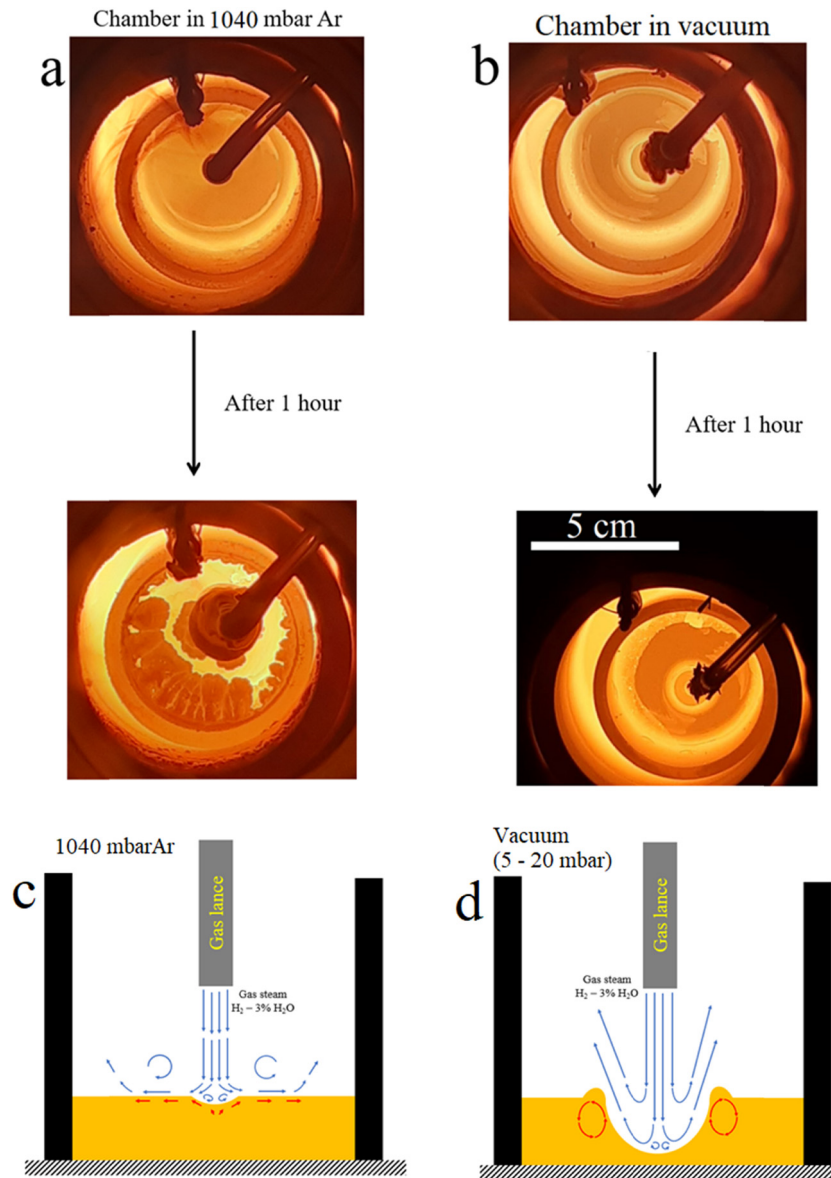 Chamber in 1040 mbar Ar
Chamber in vacuum
a
b
After 1 hour
After 1 hour
5 cm
1040 mbarAr
Vacuum
(5 - 20 mbar)
c
d
Gas lance
Gas lance
Gas steam
H₂ – 3% H₂O
Gas steam
H₂ – 3% H₂O